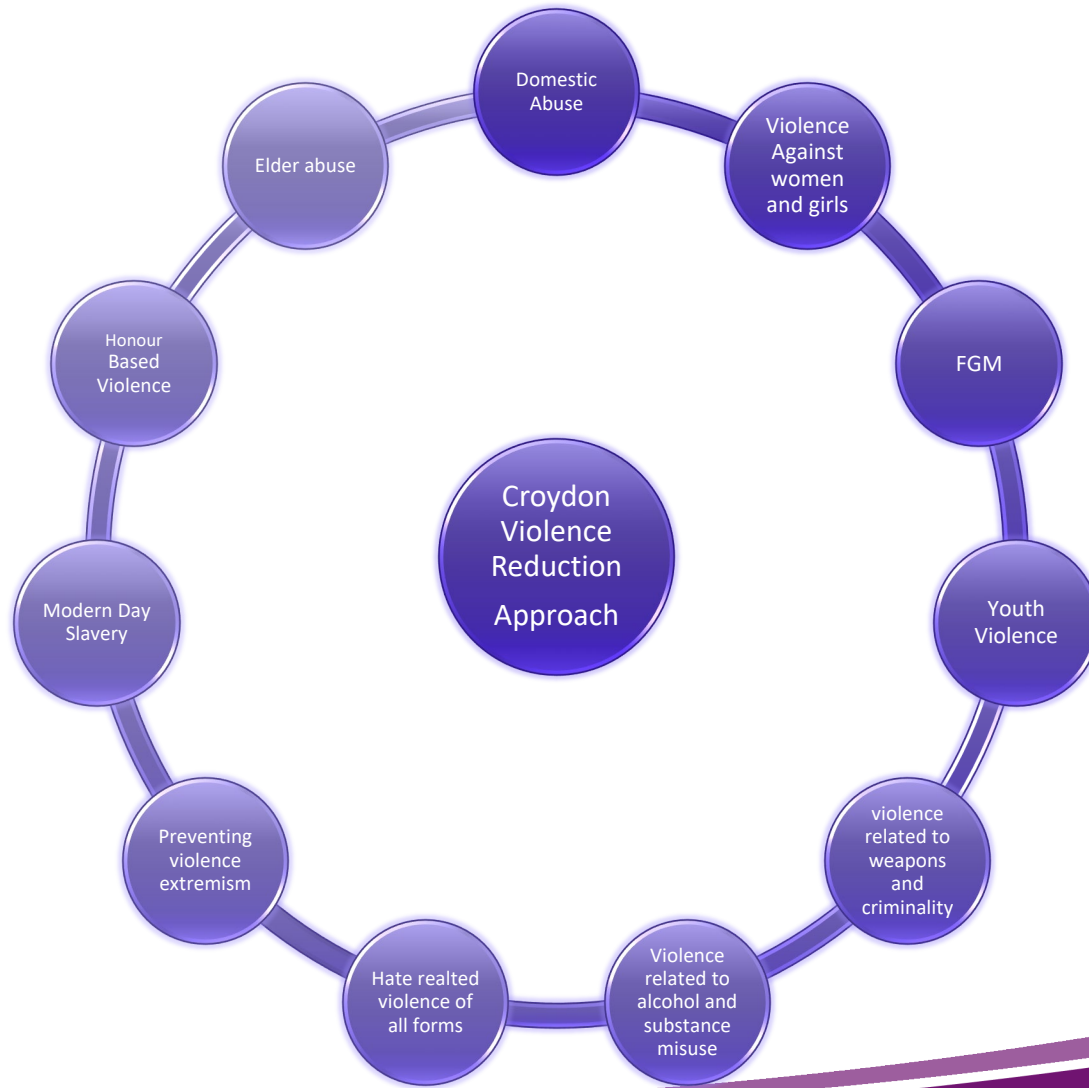 Domestic
Abuse
Violence
Against
women
and girls
FGM
Youth
Violence
violence
related to
weapons
and
criminality
Violence
related to
alcohol and
substance
misuse
Hate realted
violence of
all forms
Preventing
violence
extremism
Modern Day
Slavery
Honour
Based
Violence
Elder abuse
Croydon
Violence
Reduction
Approach